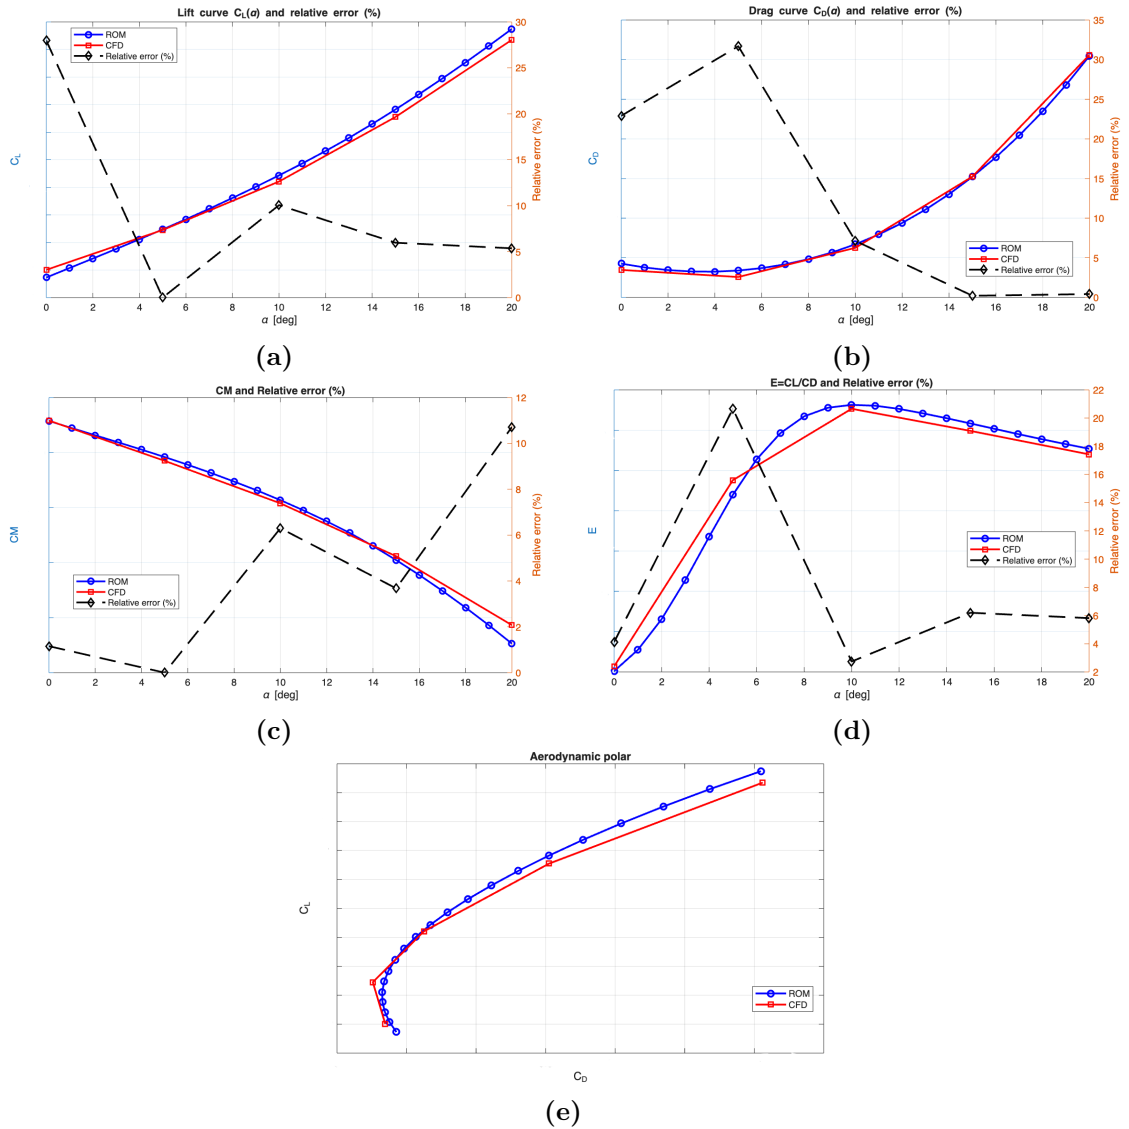 Lift curve C_L(α) and relative error (%)
ROM
CFD
Relative error (%)
C_L
30
25
20
15
10
5
0
Relative error (%)
0 2 4 6 8 10 12 14 16 18 20
α [deg]
(a)
Drag curve C_D(α) and relative error (%)
C_D
35
30
25
20
15
10
5
0
Relative error (%)
ROM
CFD
Relative error (%)
0 2 4 6 8 10 12 14 16 18 20
α [deg]
(b)
CM and Relative error (%)
CM
12
10
8
6
4
2
0
Relative error (%)
ROM
CFD
Relative error (%)
0 2 4 6 8 10 12 14 16 18 20
α [deg]
(c)
E=CL/CD and Relative error (%)
E
22
20
18
16
14
12
10
8
6
4
2
Relative error (%)
ROM
CFD
Relative error (%)
0 2 4 6 8 10 12 14 16 18 20
α [deg]
(d)
Aerodynamic polar
C_L
ROM
CFD
C_D
(e)